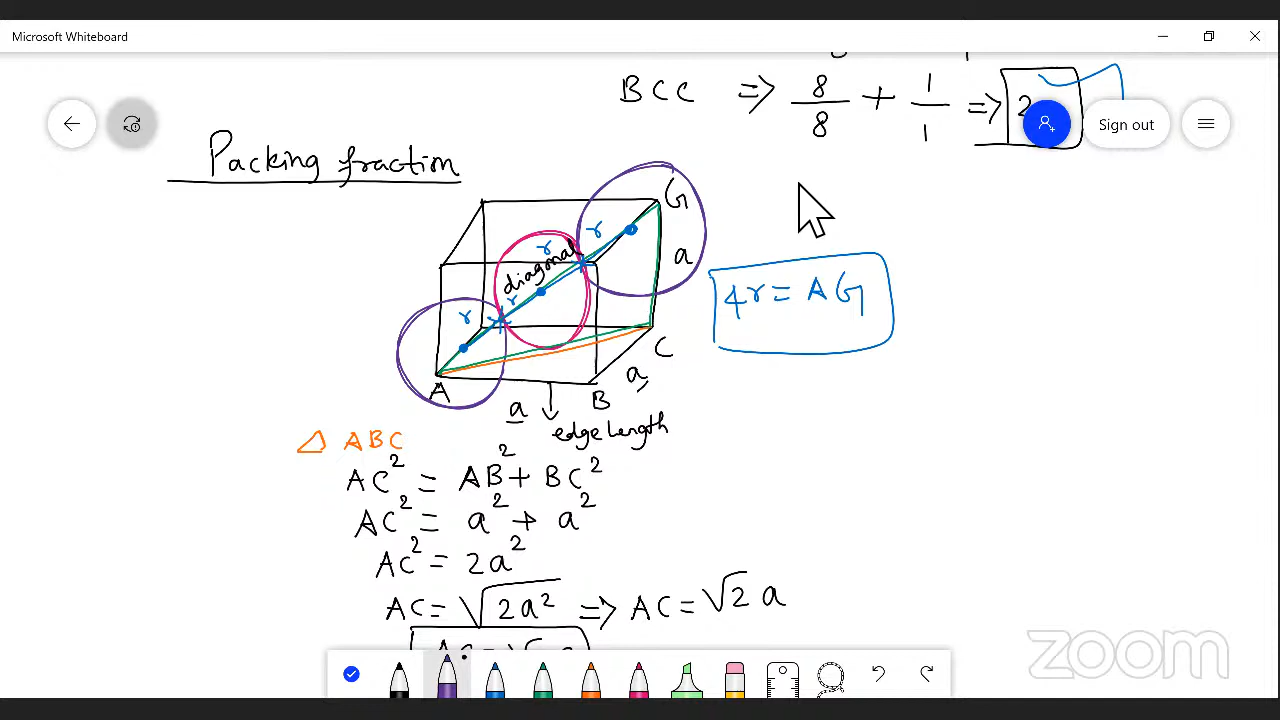 Microsoft Whiteboard
BCC => 8/8 + 1/1 => 2
Sign out
Packing fraction
G
r
r
diagonal
a
r
r
4r = AG
C
A
a
a
B
edge length
△ ABC
AC² = AB² + BC²
AC² = a² + a²
AC² = 2a²
AC = √2a² => AC = √2 a
zoom